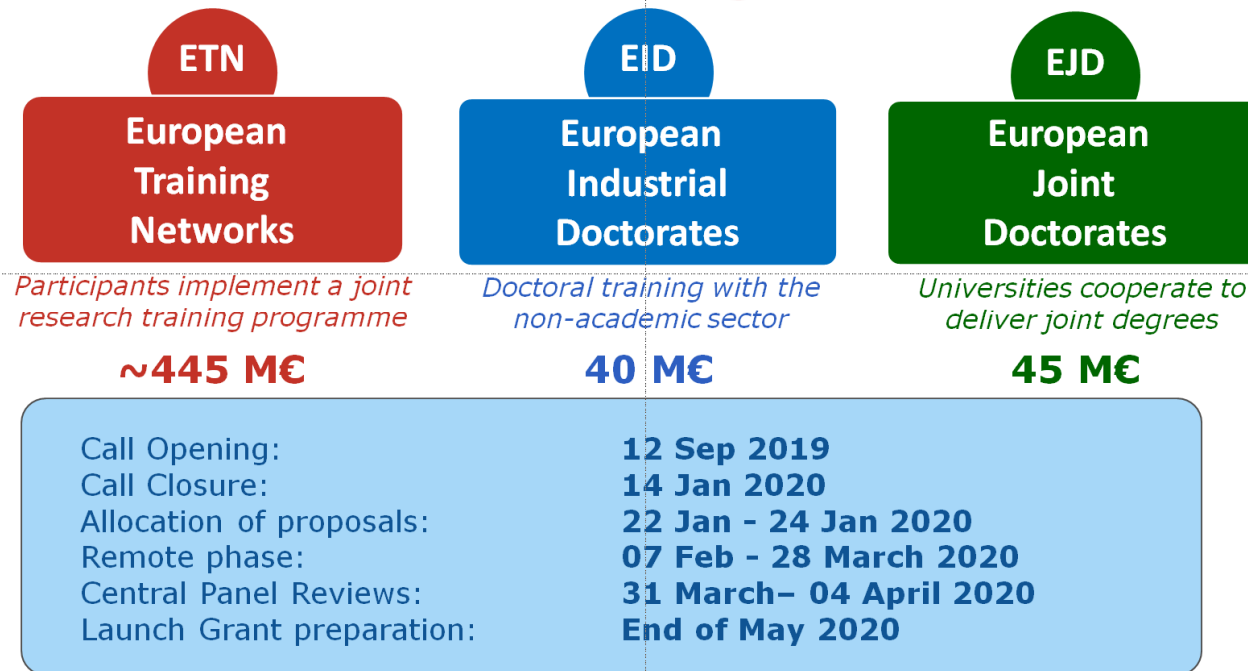 ETN
European
Training
Networks
Participants implement a joint
research training programme
~445 M€
EID
European
Industrial
Doctorates
Doctoral training with the
non-academic sector
40 M€
EJD
European
Joint
Doctorates
Universities cooperate to
deliver joint degrees
45 M€
Call Opening: 12 Sep 2019
Call Closure: 14 Jan 2020
Allocation of proposals: 22 Jan - 24 Jan 2020
Remote phase: 07 Feb - 28 March 2020
Central Panel Reviews: 31 March– 04 April 2020
Launch Grant preparation: End of May 2020